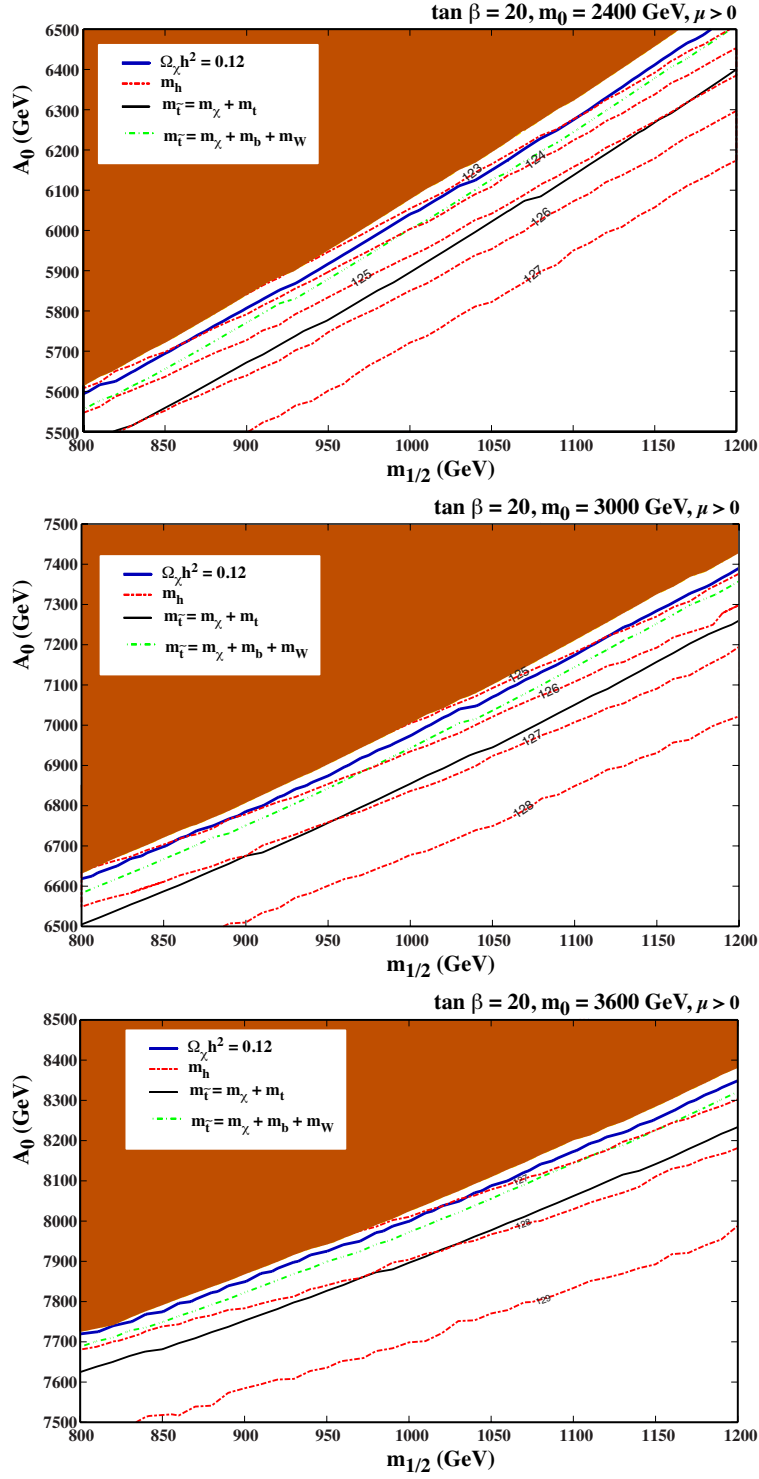 tan β = 20, m0 = 2400 GeV, μ > 0
6500
6400
6300
6200
6100
6000
5900
5800
5700
5600
5500
A0 (GeV)
Ωχh2 = 0.12
mh
mt̃ = mχ + mt
mt̃ = mχ + mb + mW
123
124
125
126
127
800 850 900 950 1000 1050 1100 1150 1200
m1/2 (GeV)
tan β = 20, m0 = 3000 GeV, μ > 0
7500
7400
7300
7200
7100
7000
6900
6800
6700
6600
6500
A0 (GeV)
Ωχh2 = 0.12
mh
mt̃ = mχ + mt
mt̃ = mχ + mb + mW
125
126
127
128
800 850 900 950 1000 1050 1100 1150 1200
m1/2 (GeV)
tan β = 20, m0 = 3600 GeV, μ > 0
8500
8400
8300
8200
8100
8000
7900
7800
7700
7600
7500
A0 (GeV)
Ωχh2 = 0.12
mh
mt̃ = mχ + mt
mt̃ = mχ + mb + mW
127
128
129
800 850 900 950 1000 1050 1100 1150 1200
m1/2 (GeV)